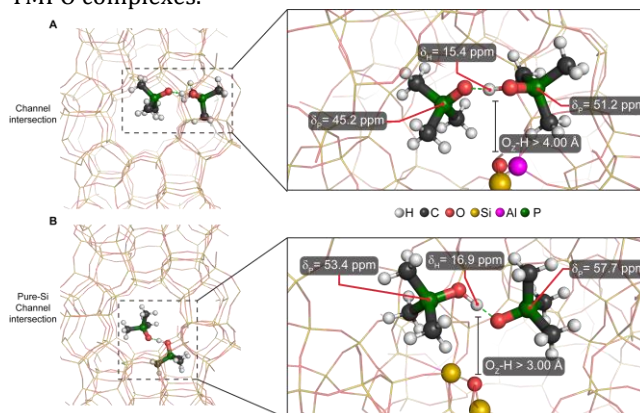 TMPO complexes.
A
Channel
intersection
δH = 15.4 ppm
δP = 45.2 ppm
δP = 51.2 ppm
OZ-H > 4.00 Å
H C O Si Al P
B
Pure-Si
Channel
intersection
δP = 53.4 ppm
δH = 16.9 ppm
δP = 57.7 ppm
OZ-H > 3.00 Å